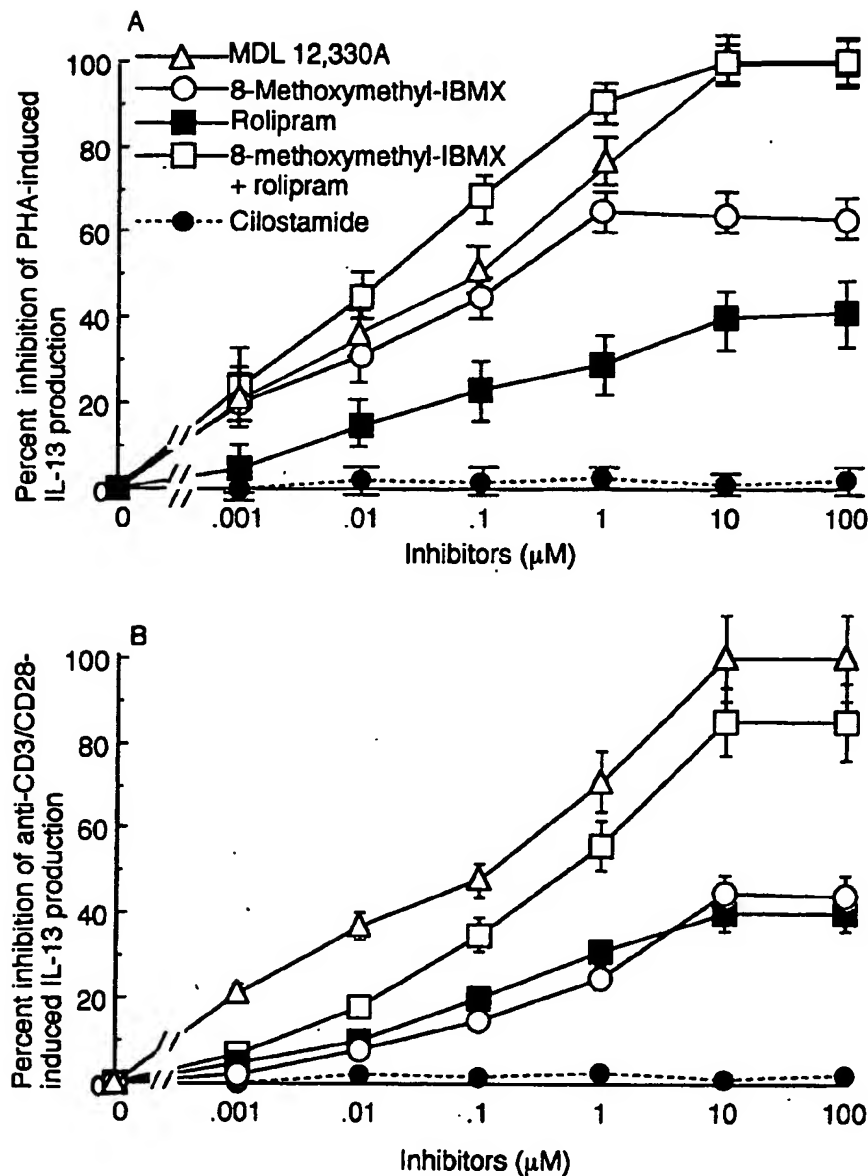 A
MDL 12,330A
8-Methoxymethyl-IBMX
Rolipram
8-methoxymethyl-IBMX
+ rolipram
Cilostamide
Percent inhibition of PHA-induced
IL-13 production
100
80
60
40
20
0
0 .001 .01 .1 1 10 100
Inhibitors (μM)
B
Percent inhibition of anti-CD3/CD28-
induced IL-13 production
100
80
60
40
20
0
0 .001 .01 .1 1 10 100
Inhibitors (μM)